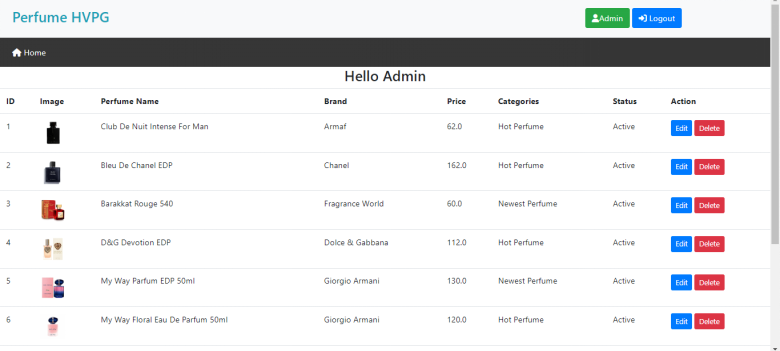 Perfume HVPG
Admin Logout
Home
Hello Admin
ID Image Perfume Name Brand Price Categories Status Action
1 Club De Nuit Intense For Man Armaf 62.0 Hot Perfume Active Edit Delete
2 Bleu De Chanel EDP Chanel 162.0 Hot Perfume Active Edit Delete
3 Barakkat Rouge 540 Fragrance World 60.0 Newest Perfume Active Edit Delete
4 D&G Devotion EDP Dolce & Gabbana 112.0 Hot Perfume Active Edit Delete
5 My Way Parfum EDP 50ml Giorgio Armani 130.0 Newest Perfume Active Edit Delete
6 My Way Floral Eau De Parfum 50ml Giorgio Armani 120.0 Hot Perfume Active Edit Delete